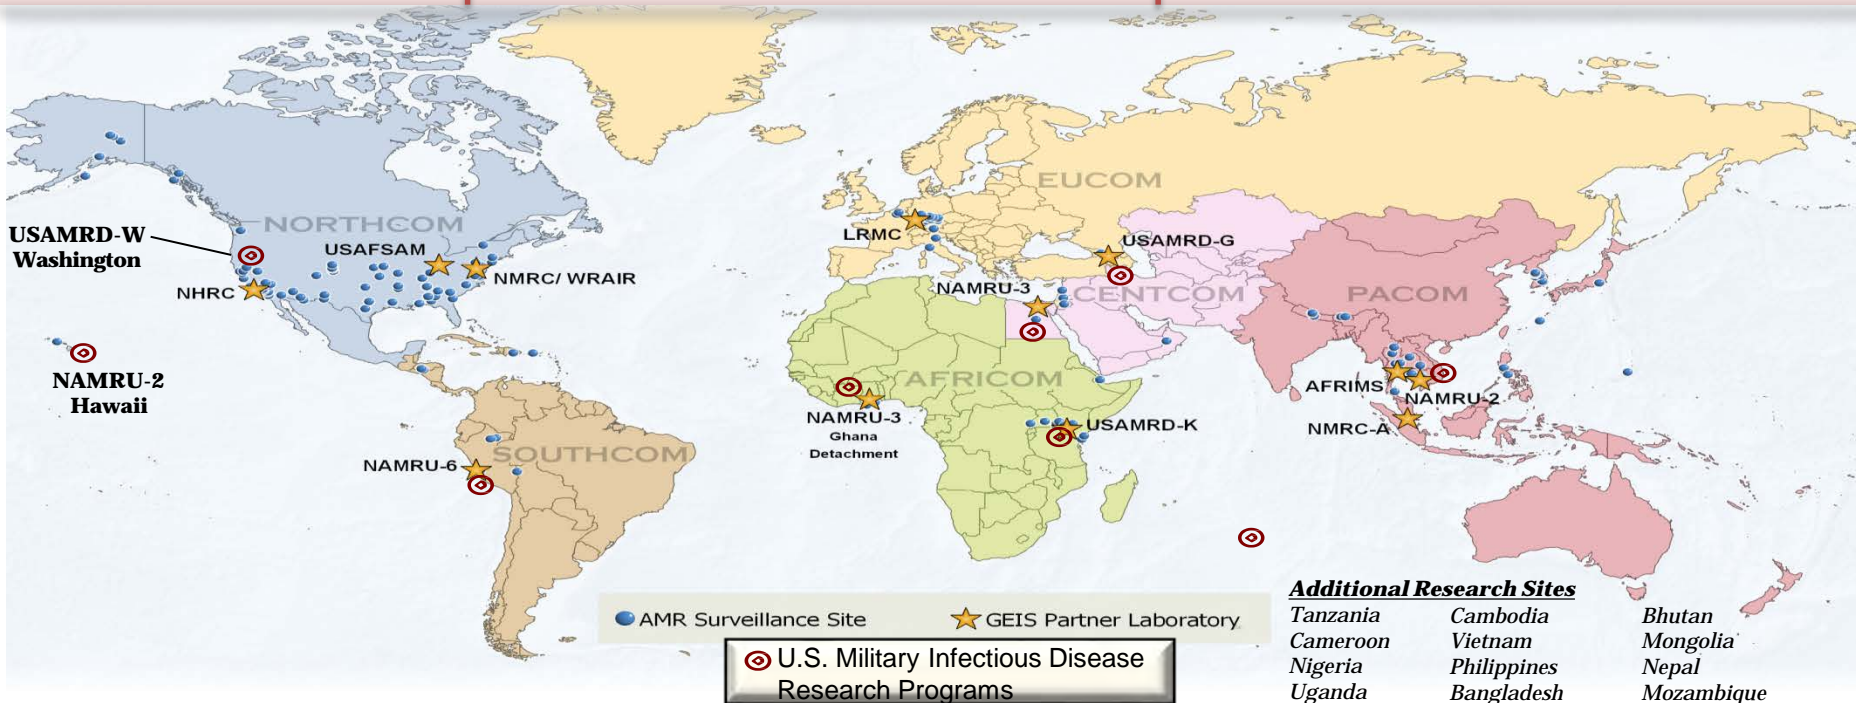 EUCOM
NORTHCOM
USAMRD-W
Washington
USAFSAM
LRMC
USAMRD-G
NMRC/ WRAIR
NHRC
NAMRU-3
CENTCOM
PACOM
NAMRU-2
Hawaii
AFRICOM
AFRIMS
NAMRU-2
NAMRU-3
Ghana
Detachment
USAMRD-K
NMRC-A
SOUTHCOM
NAMRU-6
AMR Surveillance Site
GEIS Partner Laboratory
U.S. Military Infectious Disease
Research Programs
Additional Research Sites
Tanzania Cambodia Bhutan
Cameroon Vietnam Mongolia
Nigeria Philippines Nepal
Uganda Bangladesh Mozambique